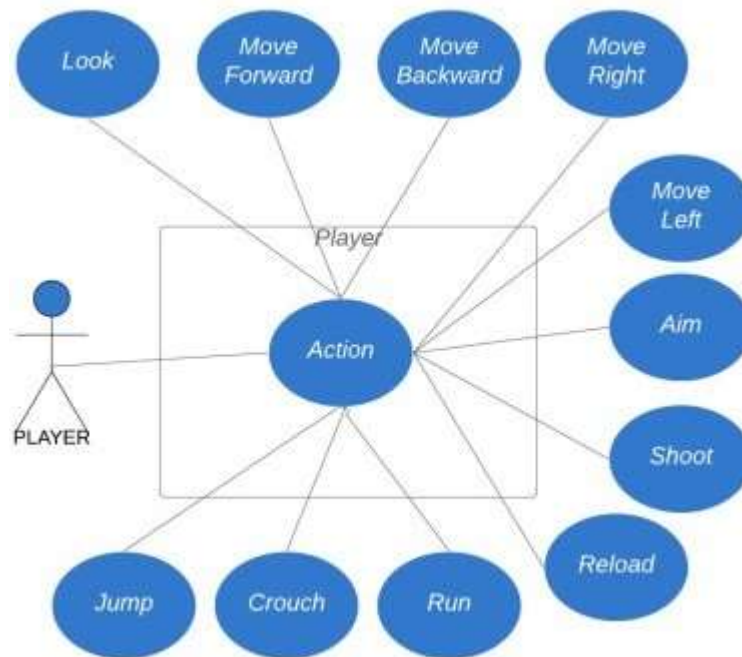 Look
Move
Forward
Move
Backward
Move
Right
Move
Left
Player
Action
Aim
PLAYER
Shoot
Reload
Jump
Crouch
Run